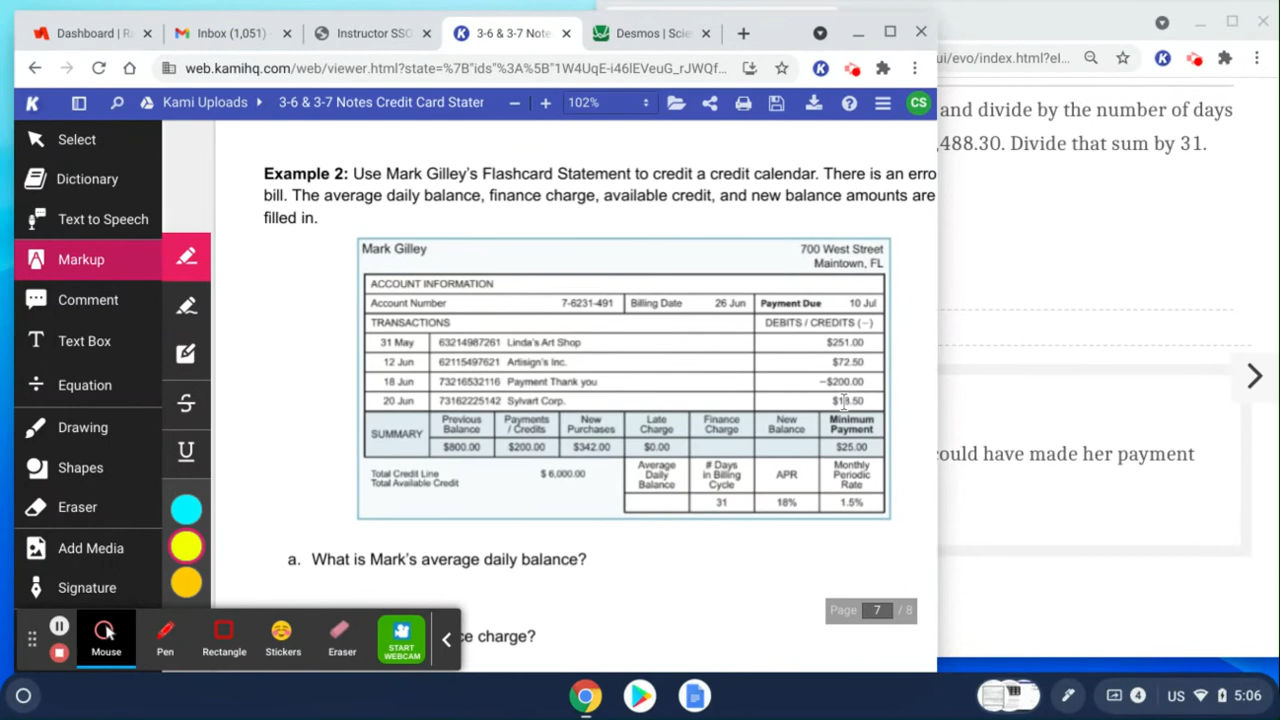 Dashboard | R
Inbox (1,051)
Instructor SSO
3-6 & 3-7 Note
Desmos | Scie
web.kamihq.com/web/viewer.html?state=%7B"ids"%3A%5B"1W4UqE-i46lEVeuG_rJWQf...
ui/evo/index.html?el...
Kami Uploads
3-6 & 3-7 Notes Credit Card Stater
102%
CS
and divide by the number of days
,488.30. Divide that sum by 31.
Select
Dictionary
Text to Speech
Markup
Comment
Text Box
Equation
Drawing
Shapes
Eraser
Add Media
Signature
Example 2: Use Mark Gilley's Flashcard Statement to credit a credit calendar. There is an erro
bill. The average daily balance, finance charge, available credit, and new balance amounts are
filled in.
Mark Gilley 700 West Street
Maintown, FL
ACCOUNT INFORMATION
Account Number 7-6231-491 Billing Date 26 Jun Payment Due 10 Jul
TRANSACTIONS DEBITS / CREDITS (–)
31 May 63214987261 Linda's Art Shop $251.00
12 Jun 62115497621 Artisign's Inc. $72.50
18 Jun 73216532116 Payment Thank you –$200.00
20 Jun 73162225142 Sylvart Corp. $18.50
SUMMARY
Previous Balance Payments / Credits New Purchases Late Charge Finance Charge New Balance Minimum Payment
$800.00 $200.00 $342.00 $0.00 $25.00
Total Credit Line $ 6,000.00
Total Available Credit
Average Daily Balance # Days in Billing Cycle APR Monthly Periodic Rate
31 18% 1.5%
a. What is Mark's average daily balance?
ce charge?
Page 7 / 8
ould have made her payment
Mouse
Pen
Rectangle
Stickers
Eraser
START
WEBCAM
4
US
5:06